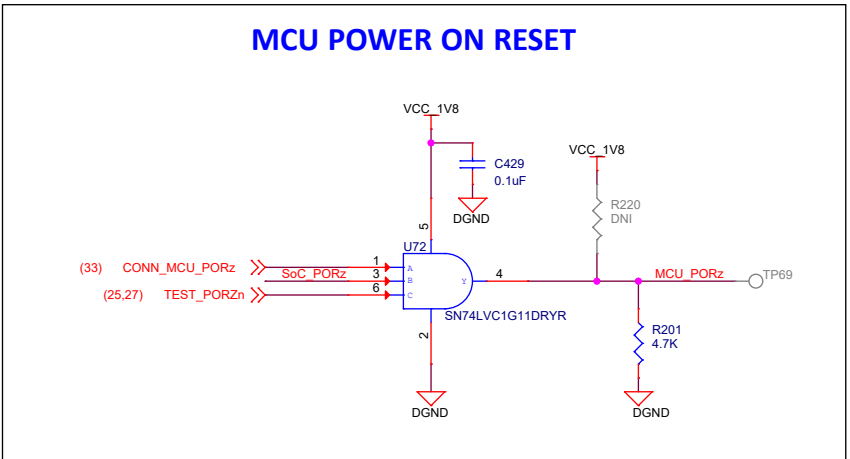 MCU POWER ON RESET
VCC_1V8
C429
0.1uF
DGND
VCC_1V8
R220
DNI
5
U72
(33) CONN_MCU_PORz
1
A
SoC_PORz
3
B
(25,27) TEST_PORZn
6
C
Y
4
MCU_PORz
TP69
SN74LVC1G11DRYR
2
R201
4.7K
DGND
DGND